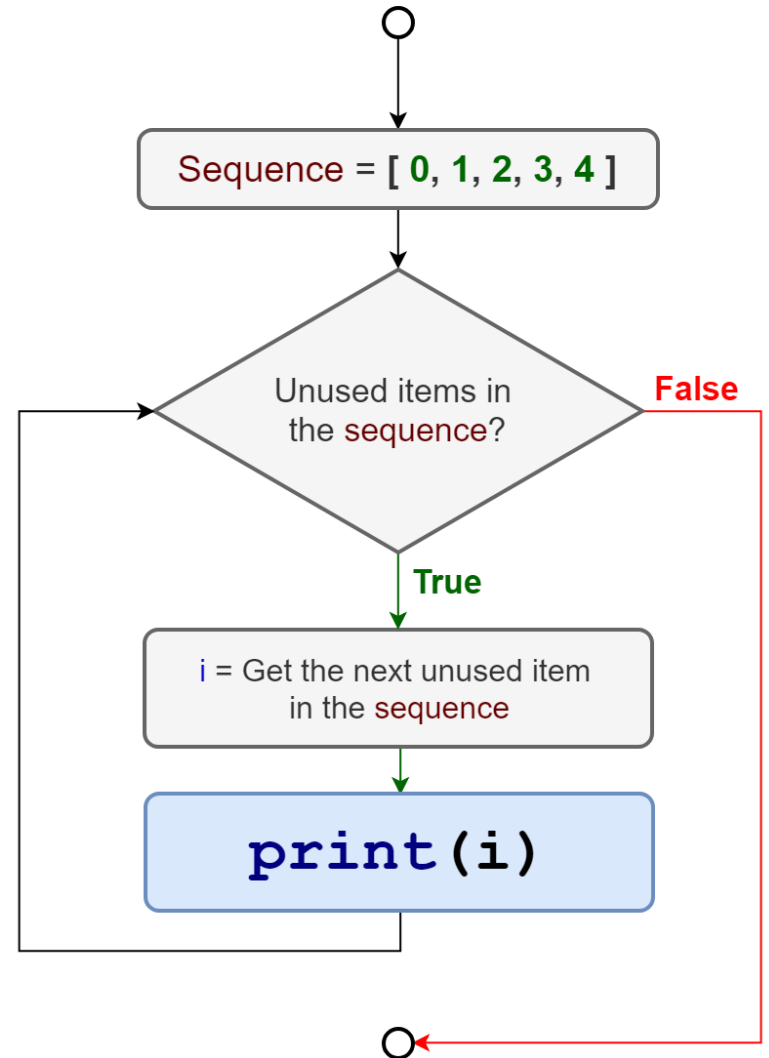 Sequence = [ 0, 1, 2, 3, 4 ]
Unused items in
the sequence?
False
True
i = Get the next unused item
in the sequence
print(i)